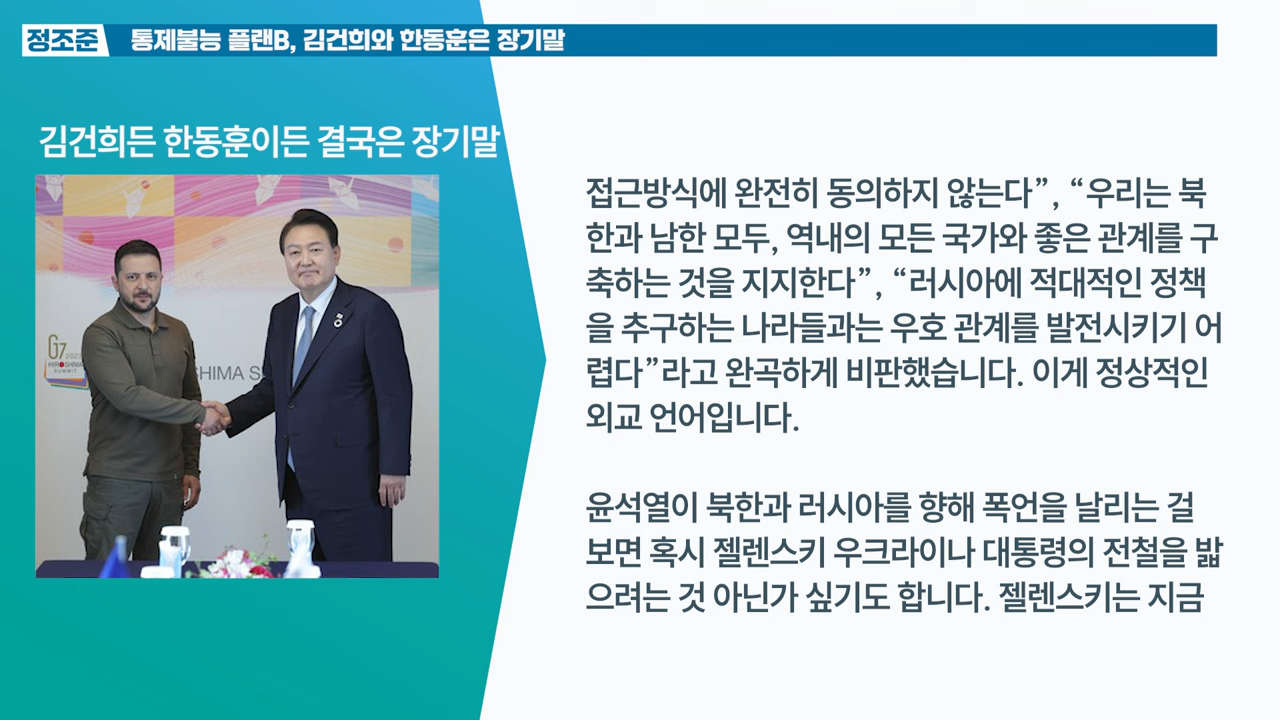 정조준
통제불능 플랜B, 김건희와 한동훈은 장기말
김건희든 한동훈이든 결국은 장기말
G7 2023
HIROSHIMA
SUMMIT
SHIMA S
접근방식에 완전히 동의하지 않는다”, “우리는 북
한과 남한 모두, 역내의 모든 국가와 좋은 관계를 구
축하는 것을 지지한다”, “러시아에 적대적인 정책
을 추구하는 나라들과는 우호 관계를 발전시키기 어
렵다”라고 완곡하게 비판했습니다. 이게 정상적인
외교 언어입니다.
윤석열이 북한과 러시아를 향해 폭언을 날리는 걸
보면 혹시 젤렌스키 우크라이나 대통령의 전철을 밟
으려는 것 아닌가 싶기도 합니다. 젤렌스키는 지금